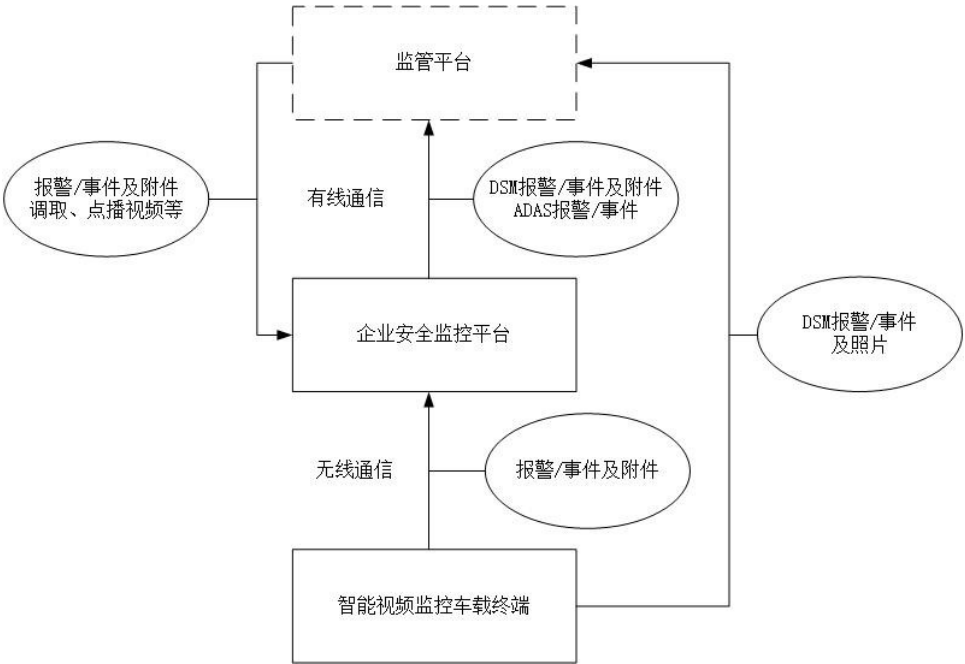 监管平台
报警/事件及附件
调取、点播视频等
有线通信
DSM报警/事件及附件
ADAS报警/事件
企业安全监控平台
DSM报警/事件
及照片
无线通信
报警/事件及附件
智能视频监控车载终端